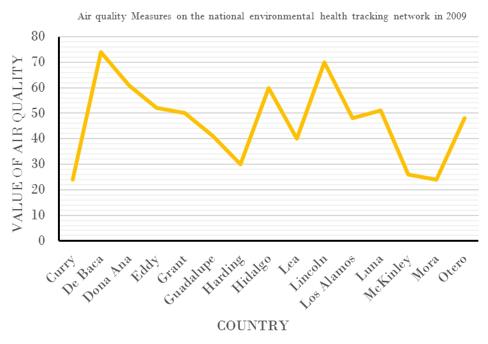 Air quality Measures on the national environmental health tracking network in 2009
VALUE OF AIR QUALITY
80
70
60
50
40
30
20
10
0
Curry
De Baca
Dona Ana
Eddy
Grant
Guadalupe
Harding
Hidalgo
Lea
Lincoln
Los Alamos
Luna
McKinley
Mora
Otero
COUNTRY